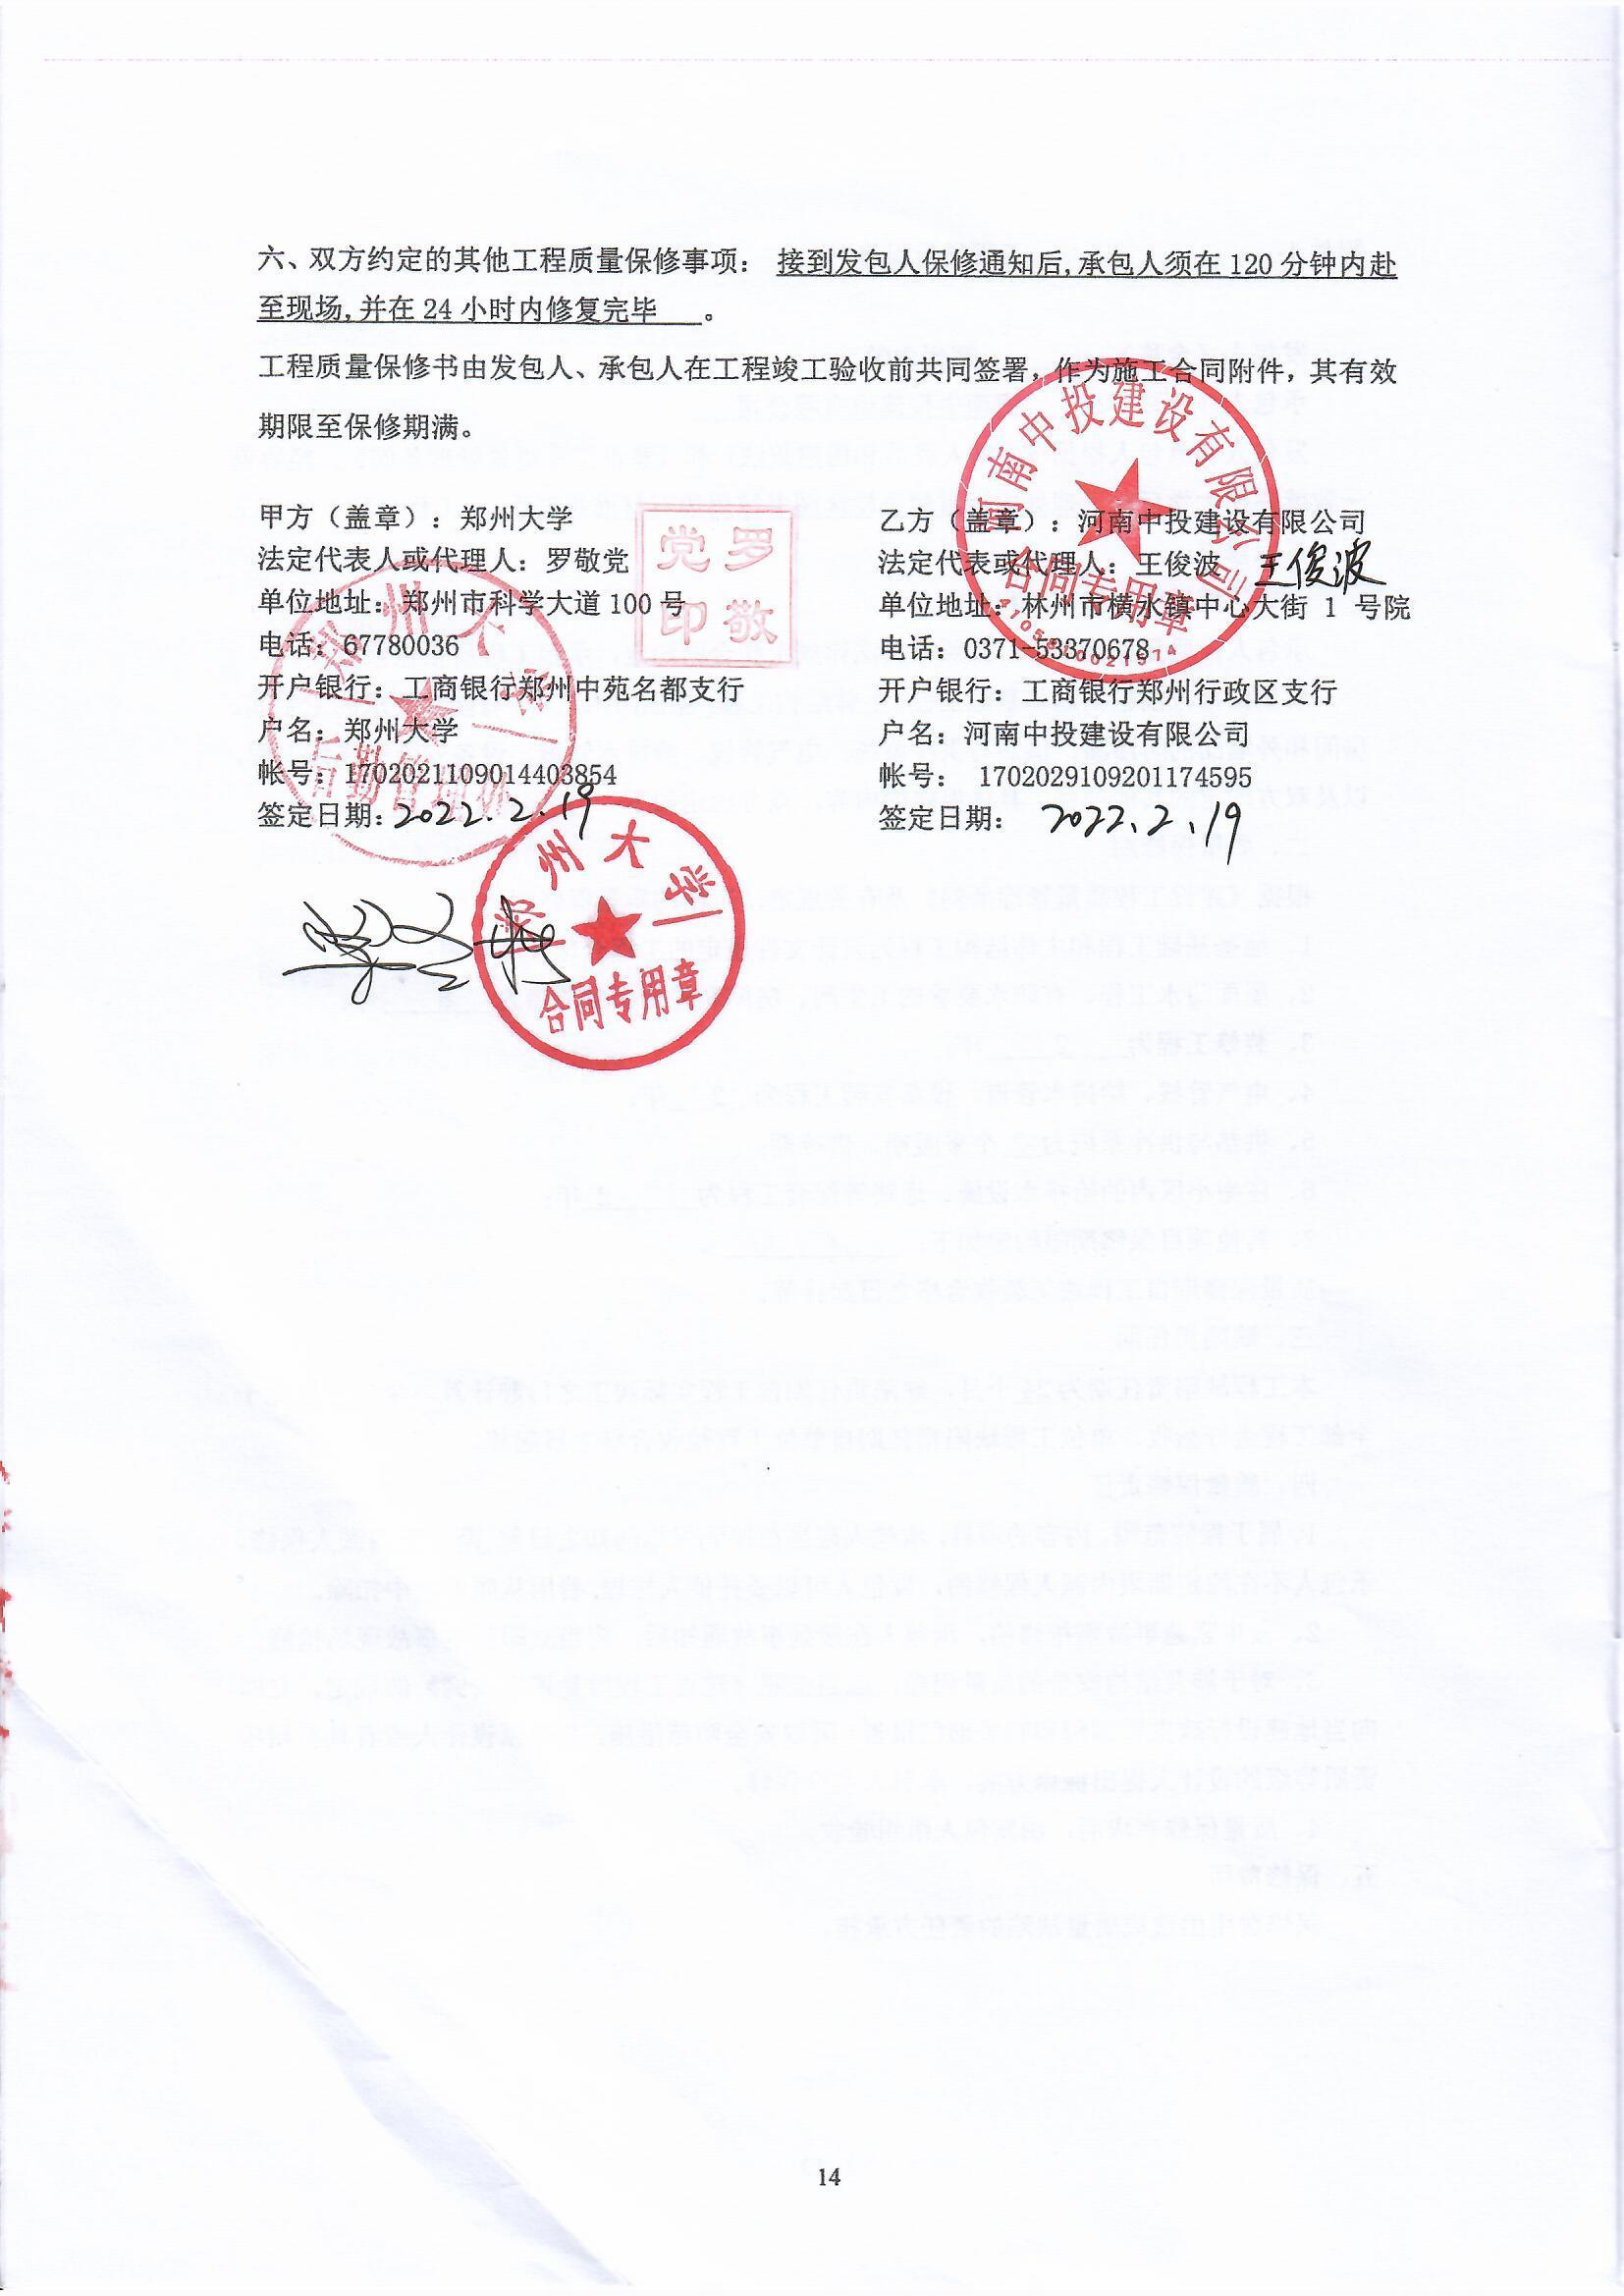 六、双方约定的其他工程质量保修事项： 接到发包人保修通知后,承包人须在 120 分钟内赴
至现场,并在 24 小时内修复完毕 。
工程质量保修书由发包人、承包人在工程竣工验收前共同签署，作为施工合同附件，其有效
期限至保修期满。
甲方（盖章）：郑州大学
法定代表人或代理人：罗敬党
单位地址：郑州市科学大道 100 号
电话：67780036
开户银行：工商银行郑州中苑名都支行
户名：郑州大学
帐号：1702021109014403854
签定日期：2022.2.19
罗敬党印
郑州大学
后勤管理处
郑州大学
合同专用章
乙方（盖章）：河南中投建设有限公司
法定代表或代理人：王俊波 王俊波
单位地址：林州市横水镇中心大街 1 号院
电话：0371-53370678
开户银行：工商银行郑州行政区支行
户名：河南中投建设有限公司
帐号： 1702029109201174595
签定日期： 2022.2.19
河南中投建设有限公司
合同专用章
14